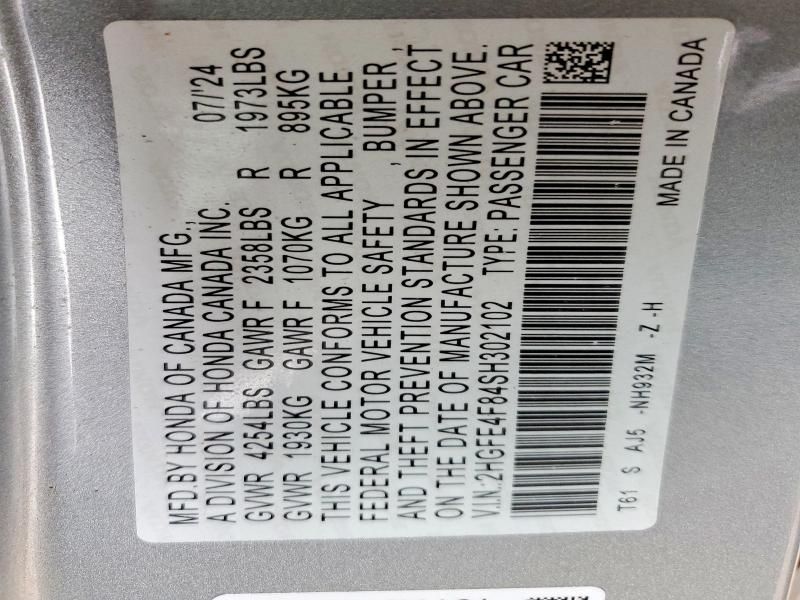 MFD.BY HONDA OF CANADA MFG., 07/'24
A DIVISION OF HONDA CANADA INC.
GVWR 4254LBS GAWR F 2358LBS R 1973LBS
GVWR 1930KG GAWR F 1070KG R 895KG
THIS VEHICLE CONFORMS TO ALL APPLICABLE
FEDERAL MOTOR VEHICLE SAFETY , BUMPER ,
AND THEFT PREVENTION STANDARDS IN EFFECT
ON THE DATE OF MANUFACTURE SHOWN ABOVE.
V.I.N.:2HGFE4F84SH302102 TYPE: PASSENGER CAR
T61 S AJ5 -NH932M -Z -H MADE IN CANADA